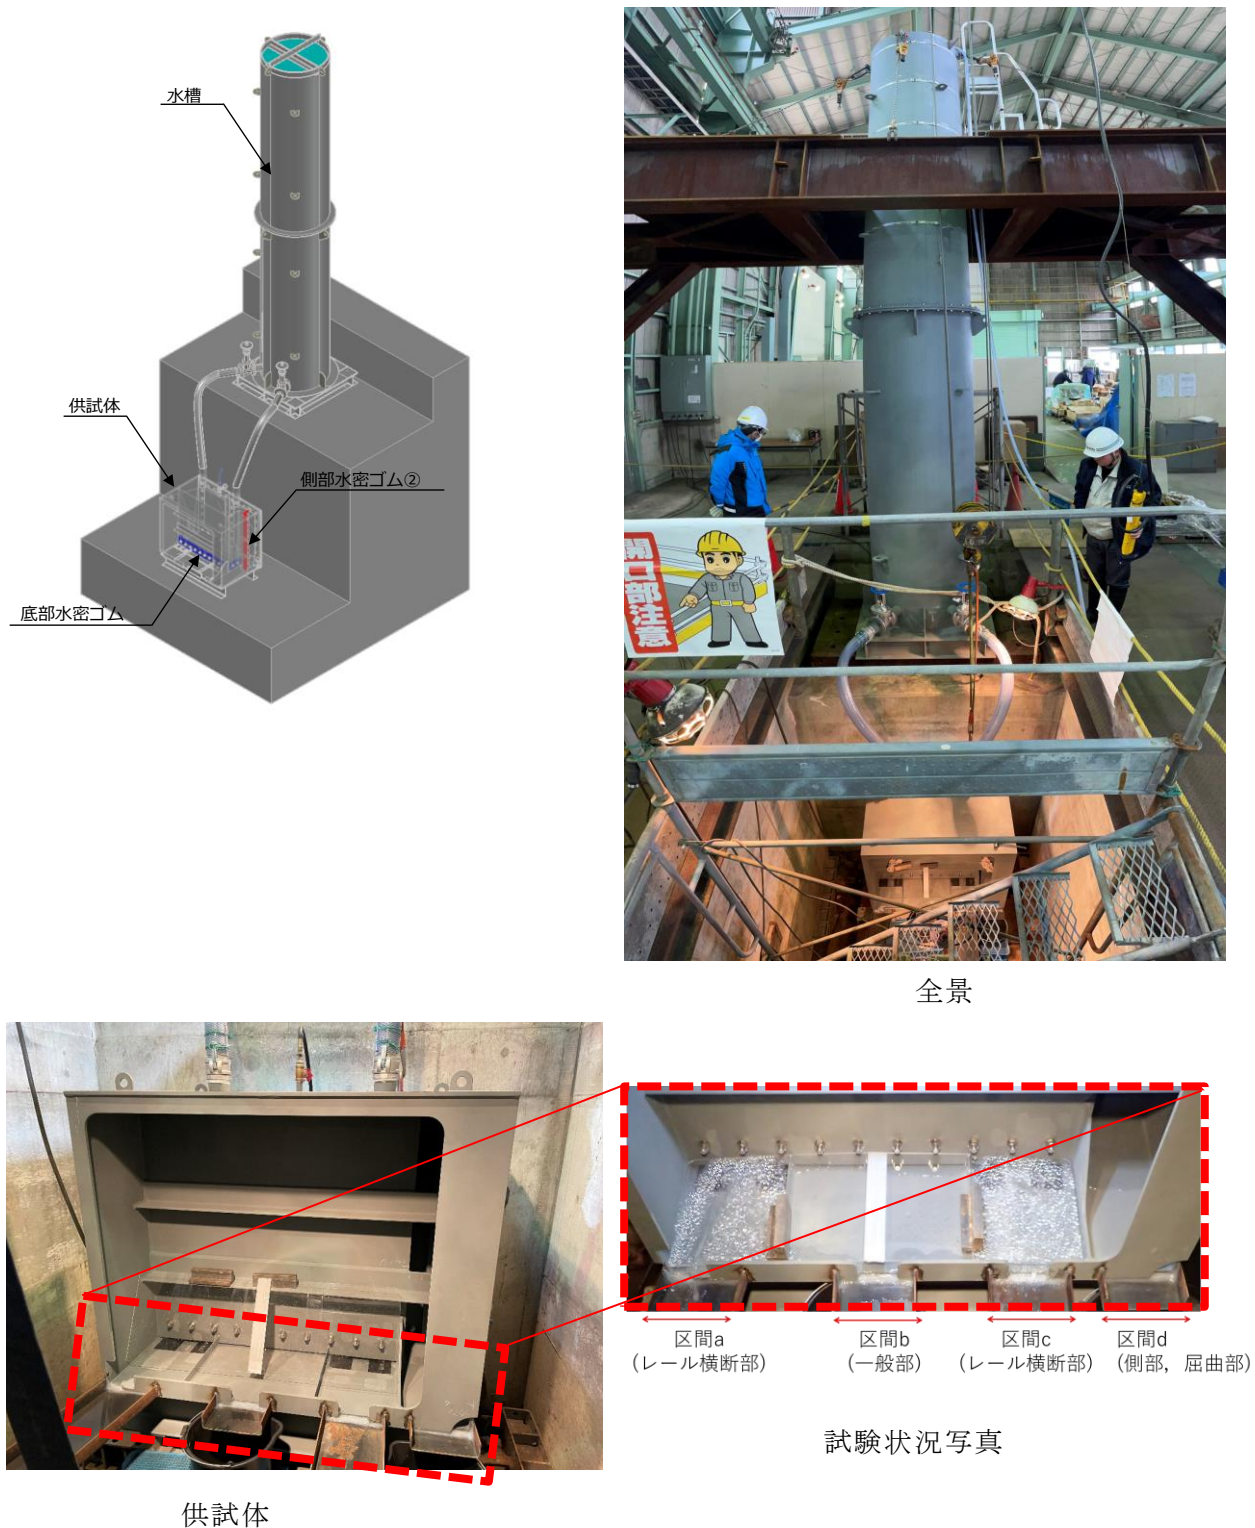 水槽
供試体
側部水密ゴム②
底部水密ゴム
開口部注意
全景
区間a
(レール横断部)
区間b
(一般部)
区間c
(レール横断部)
区間d
(側部，屈曲部)
試験状況写真
供試体